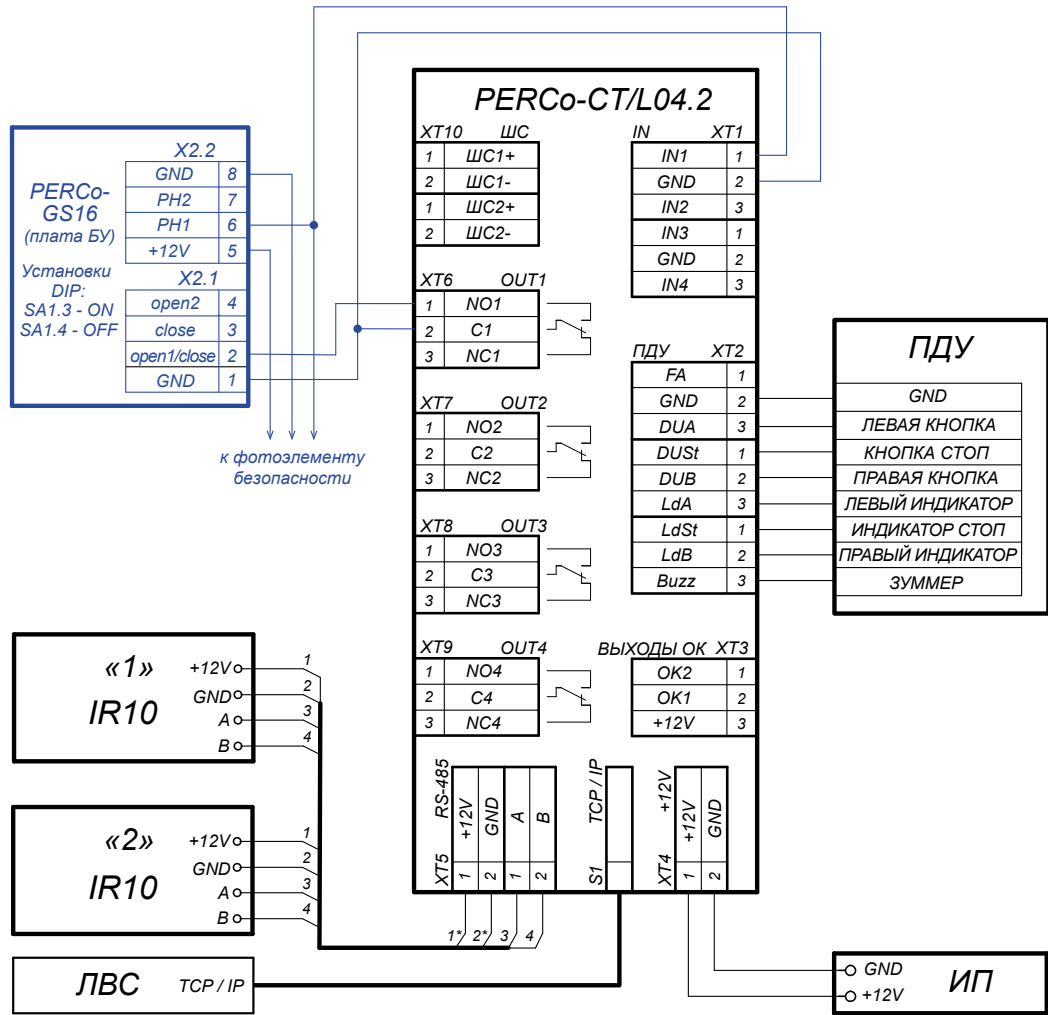 PERCo-CT/L04.2
XT10 ШС
1 ШС1+
2 ШС1-
1 ШС2+
2 ШС2-
IN XT1
IN1 1
GND 2
IN2 3
IN3 1
GND 2
IN4 3
PERCo-
GS16
(плата БУ)
Установки
DIP:
SA1.3 - ON
SA1.4 - OFF
X2.2
GND 8
PH2 7
PH1 6
+12V 5
X2.1
open2 4
close 3
open1/close 2
GND 1
к фотоэлементу
безопасности
XT6 OUT1
1 NO1
2 C1
3 NC1
XT7 OUT2
1 NO2
2 C2
3 NC2
XT8 OUT3
1 NO3
2 C3
3 NC3
XT9 OUT4
1 NO4
2 C4
3 NC4
ПДУ XT2
FA 1
GND 2
DUA 3
DUSt 1
DUB 2
LdA 3
LdSt 1
LdB 2
Buzz 3
ПДУ
GND
ЛЕВАЯ КНОПКА
КНОПКА СТОП
ПРАВАЯ КНОПКА
ЛЕВЫЙ ИНДИКАТОР
ИНДИКАТОР СТОП
ПРАВЫЙ ИНДИКАТОР
ЗУММЕР
ВЫХОДЫ ОК XT3
OK2 1
OK1 2
+12V 3
«1»
IR10
+12V 1
GND 2
A 3
B 4
«2»
IR10
+12V 1
GND 2
A 3
B 4
XT5 RS-485
1 +12V
2 GND
1 A
2 B
S1 TCP / IP
XT4 +12V
1 +12V
2 GND
1* 2* 3 4
ЛВС TCP / IP
GND
+12V
ИП